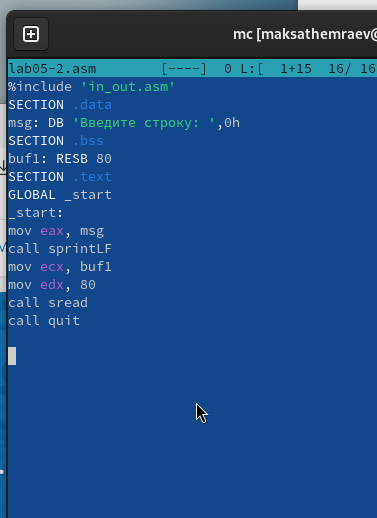 mc [maksathemraev@
lab05-2.asm [----] 0 L:[ 1+15 16/ 16
%include 'in_out.asm'
SECTION .data
msg: DB 'Введите строку: ',0h
SECTION .bss
buf1: RESB 80
SECTION .text
GLOBAL _start
_start:
mov eax, msg
call sprintLF
mov ecx, buf1
mov edx, 80
call sread
call quit